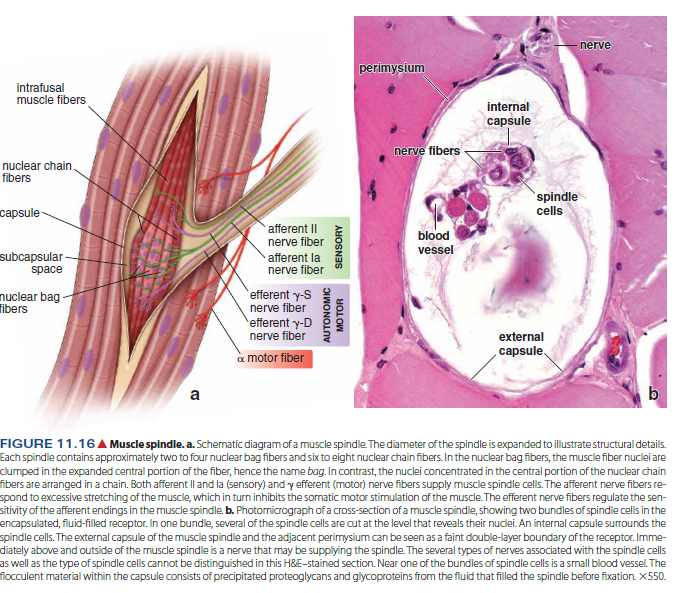 intrafusal
muscle fibers
nuclear chain
fibers
capsule
subcapsular
space
nuclear bag
fibers
afferent II
nerve fiber
afferent Ia
nerve fiber
SENSORY
efferent γ-S
nerve fiber
efferent γ-D
nerve fiber
AUTONOMIC
MOTOR
α motor fiber
a
nerve
perimysium
internal
capsule
nerve fibers
spindle
cells
blood
vessel
external
capsule
b
FIGURE 11.16 ▲ Muscle spindle. a. Schematic diagram of a muscle spindle. The diameter of the spindle is expanded to illustrate structural details.
Each spindle contains approximately two to four nuclear bag fibers and six to eight nuclear chain fibers. In the nuclear bag fibers, the muscle fiber nuclei are
clumped in the expanded central portion of the fiber, hence the name bag. In contrast, the nuclei concentrated in the central portion of the nuclear chain
fibers are arranged in a chain. Both afferent II and Ia (sensory) and γ efferent (motor) nerve fibers supply muscle spindle cells. The afferent nerve fibers re-
spond to excessive stretching of the muscle, which in turn inhibits the somatic motor stimulation of the muscle. The efferent nerve fibers regulate the sen-
sitivity of the afferent endings in the muscle spindle. b. Photomicrograph of a cross-section of a muscle spindle, showing two bundles of spindle cells in the
encapsulated, fluid-filled receptor. In one bundle, several of the spindle cells are cut at the level that reveals their nuclei. An internal capsule surrounds the
spindle cells. The external capsule of the muscle spindle and the adjacent perimysium can be seen as a faint double-layer boundary of the receptor. Imme-
diately above and outside of the muscle spindle is a nerve that may be supplying the spindle. The several types of nerves associated with the spindle cells
as well as the type of spindle cells cannot be distinguished in this H&E–stained section. Near one of the bundles of spindle cells is a small blood vessel. The
flocculent material within the capsule consists of precipitated proteoglycans and glycoproteins from the fluid that filled the spindle before fixation. ×550.